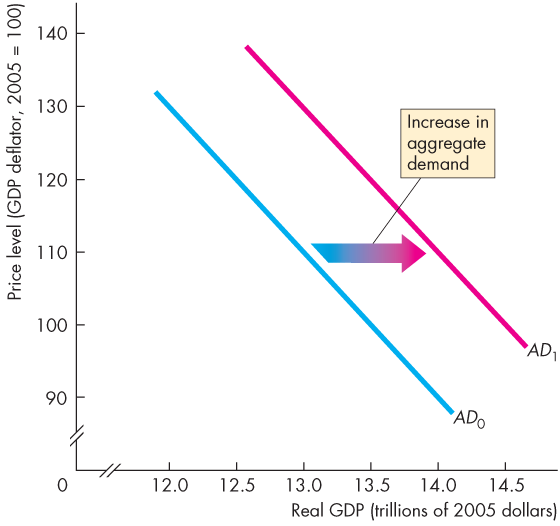 Price level (GDP deflator, 2005 = 100)
140
130
120
110
100
90
0
Increase in
aggregate
demand
AD1
AD0
12.0 12.5 13.0 13.5 14.0 14.5
Real GDP (trillions of 2005 dollars)